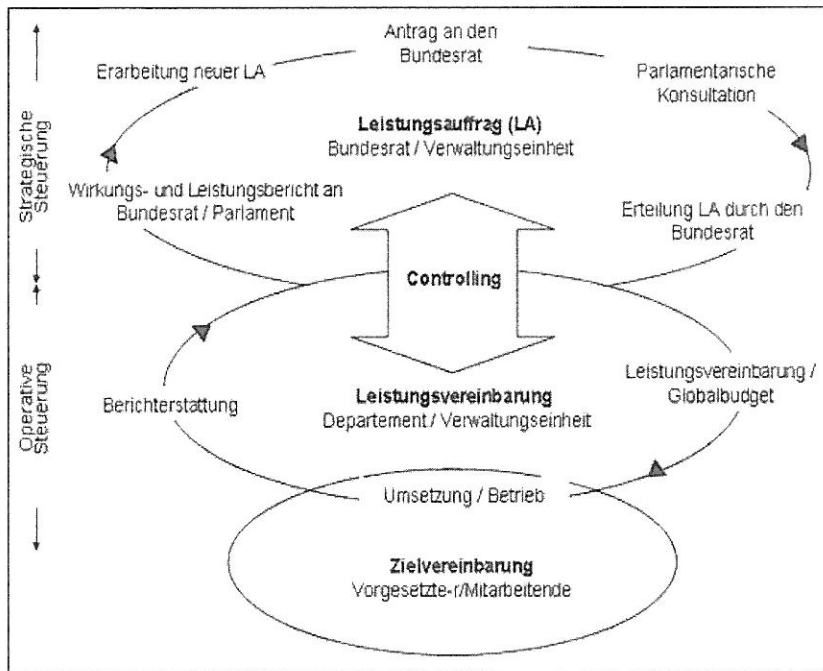 Antrag an den
Bundesrat
Erarbeitung neuer LA
Parlamentarische
Konsultation
Leistungsauffrag (LA)
Bundesrat / Verwaltungseinheit
Strategische
Steuerung
Wirkungs- und Leistungsbericht an
Bundesrat / Parlament
Erteilung LA durch den
Bundesrat
Controlling
Leistungsvereinbarung /
Globalbudget
Operative
Steuerung
Berichterstattung
Leistungsvereinbarung
Departement / Verwaltungseinheit
Umsetzung / Betrieb
Zielvereinbarung
Vorgesetzte-r/Mitarbeitende